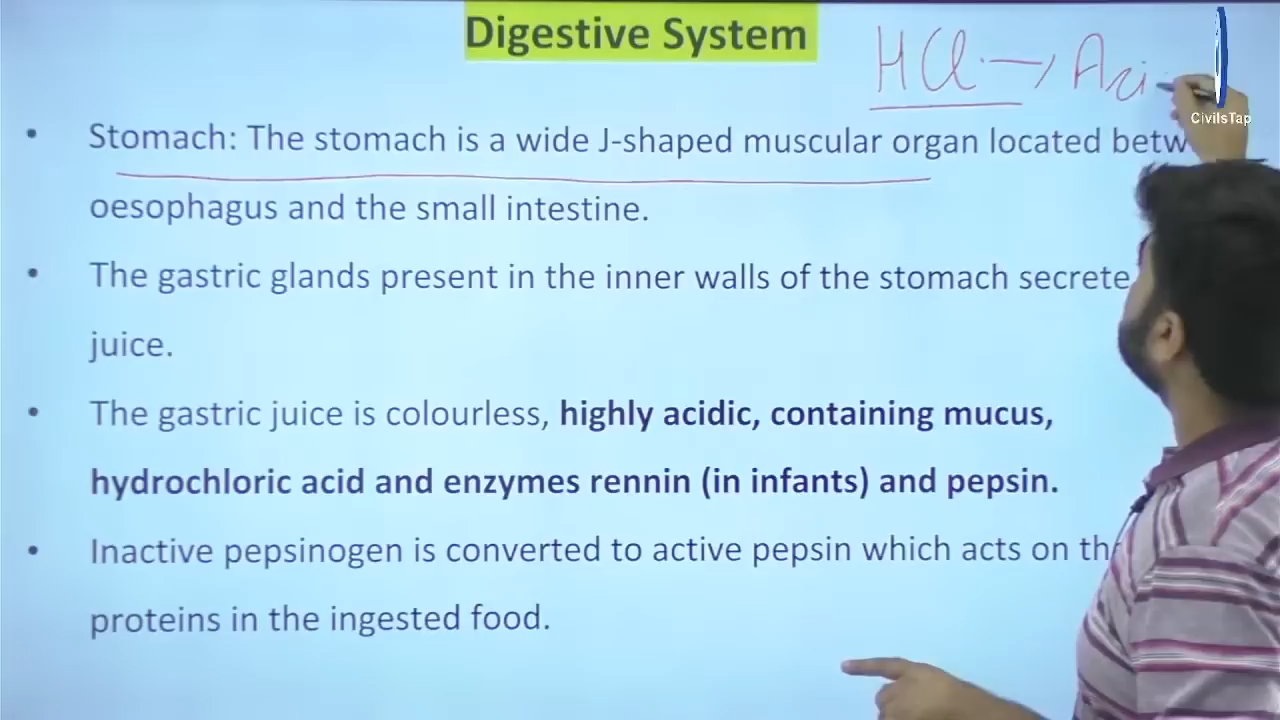 Digestive System
HCl → Aci
CivilsTap
• Stomach: The stomach is a wide J-shaped muscular organ located betw
oesophagus and the small intestine.
• The gastric glands present in the inner walls of the stomach secrete
juice.
• The gastric juice is colourless, highly acidic, containing mucus,
hydrochloric acid and enzymes rennin (in infants) and pepsin.
• Inactive pepsinogen is converted to active pepsin which acts on th
proteins in the ingested food.